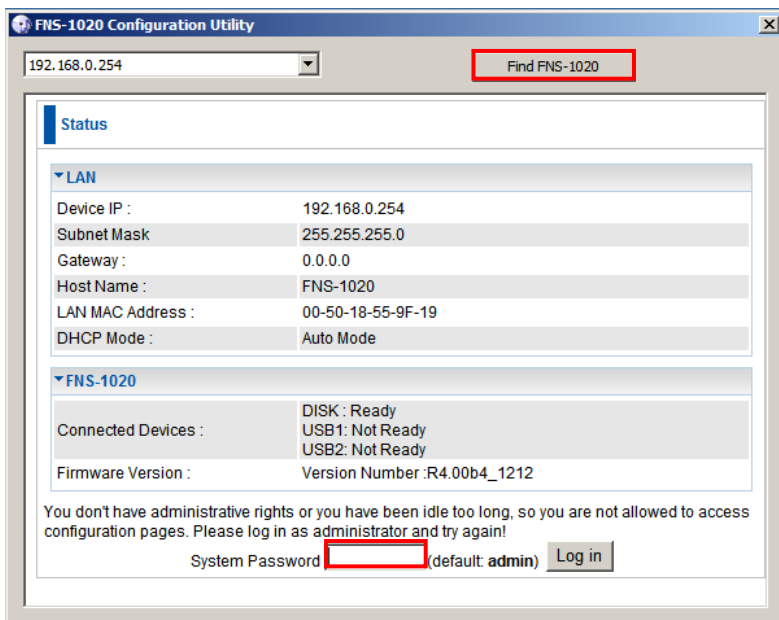 FNS-1020 Configuration Utility
192.168.0.254
Find FNS-1020
Status
LAN
Device IP : 192.168.0.254
Subnet Mask 255.255.255.0
Gateway : 0.0.0.0
Host Name : FNS-1020
LAN MAC Address : 00-50-18-55-9F-19
DHCP Mode : Auto Mode
FNS-1020
Connected Devices : DISK : Ready
USB1: Not Ready
USB2: Not Ready
Firmware Version : Version Number :R4.00b4_1212
You don't have administrative rights or you have been idle too long, so you are not allowed to access
configuration pages. Please log in as administrator and try again!
System Password (default: admin) Log in